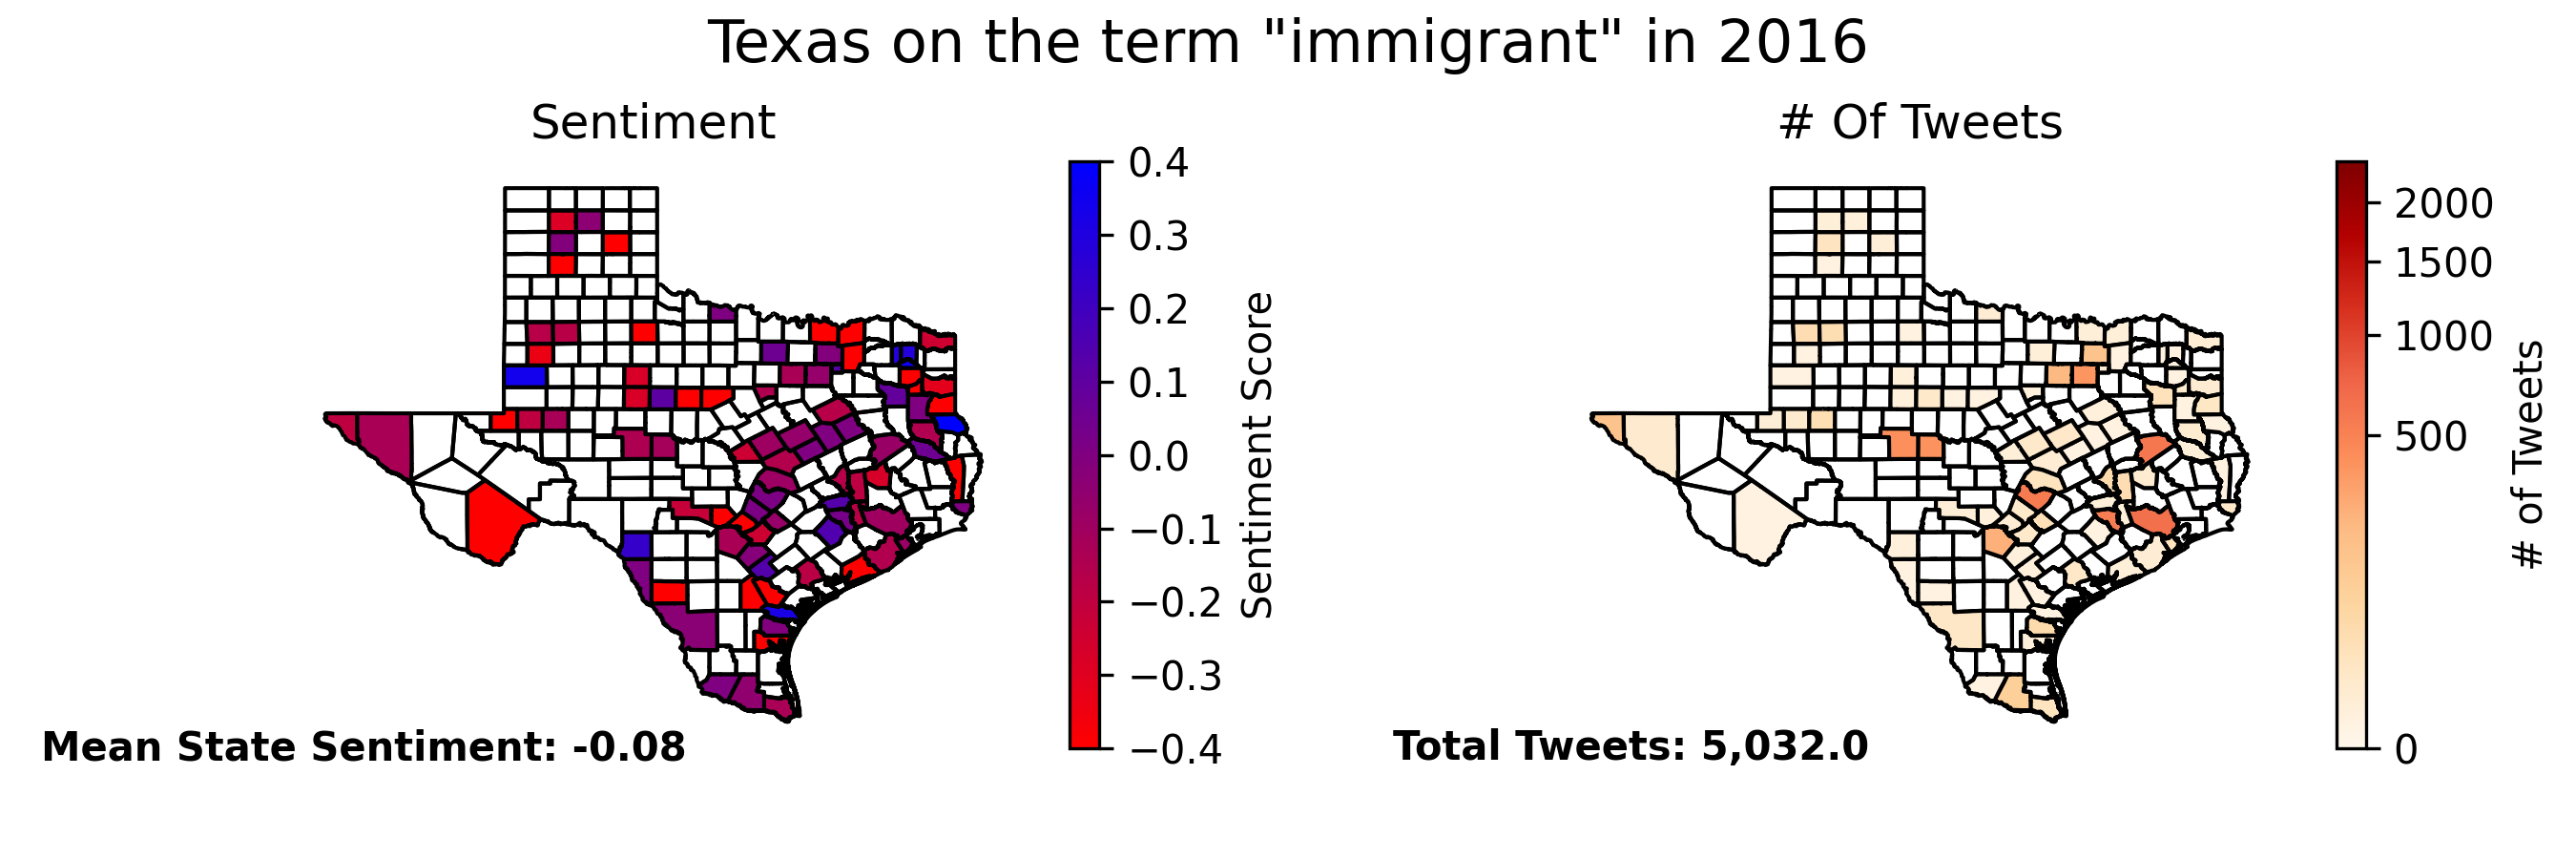 Texas on the term "immigrant" in 2016
Sentiment
0.4
0.3
0.2
0.1
0.0
−0.1
−0.2
−0.3
−0.4
Sentiment Score
Mean State Sentiment: -0.08
# Of Tweets
2000
1500
1000
500
0
# of Tweets
Total Tweets: 5,032.0